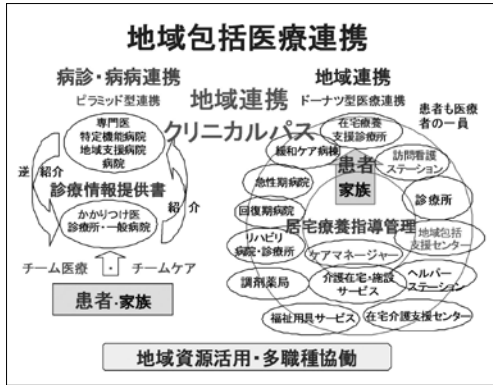 地域包括医療連携
病診・病病連携
ピラミッド型連携
専門医
特定機能病院
地域支援病院
病院
逆紹介
診療情報提供書
紹介
かかりつけ医
診療所・一般病院
チーム医療・チームケア
患者・家族
地域連携
クリニカルパス
地域連携
ドーナツ型医療連携
患者も医療
者の一員
在宅療養
支援診療所
緩和ケア病棟
患者
家族
訪問看護
ステーション
急性期病院
診療所
回復期病院
居宅療養指導管理
地域包括
支援センター
リハビリ
病院・診療所
ケアマネージャー
調剤薬局
介護在宅・施設
サービス
ヘルパー
ステーション
福祉用具サービス
在宅介護支援センター
地域資源活用・多職種協働